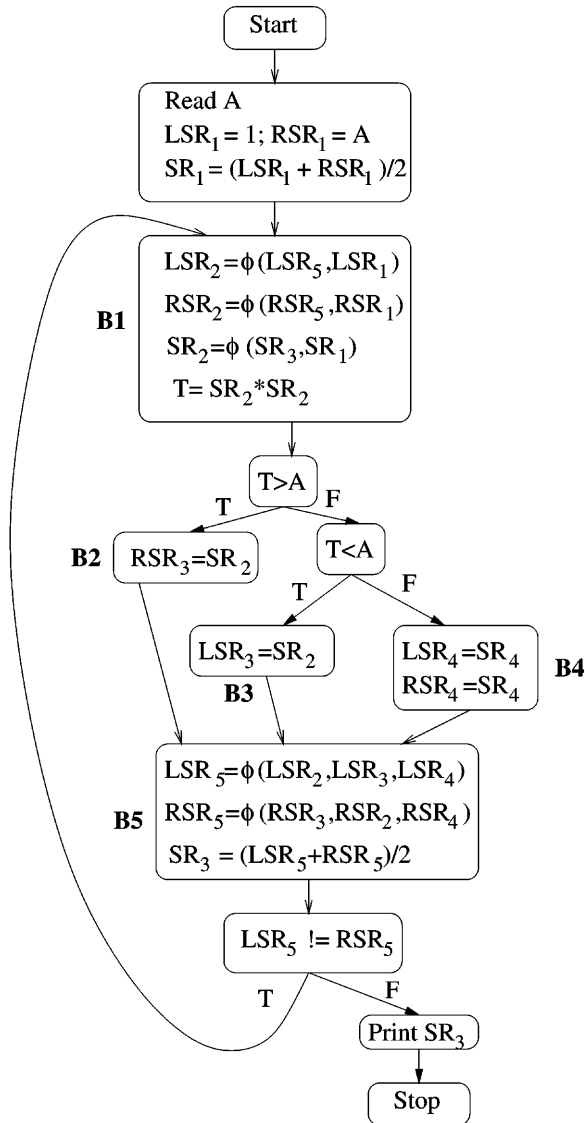 Start
Read A
LSR₁ = 1; RSR₁ = A
SR₁ = (LSR₁ + RSR₁)/2
LSR₂=ϕ(LSR₅,LSR₁)
RSR₂=ϕ(RSR₅,RSR₁)
B1
SR₂=ϕ(SR₃,SR₁)
T= SR₂*SR₂
T>A
T
F
B2
RSR₃=SR₂
T<A
T
F
LSR₃=SR₂
B3
LSR₄=SR₄
RSR₄=SR₄
B4
LSR₅=ϕ(LSR₂,LSR₃,LSR₄)
B5
RSR₅=ϕ(RSR₃,RSR₂,RSR₄)
SR₃ = (LSR₅+RSR₅)/2
LSR₅ != RSR₅
T
F
Print SR₃
Stop